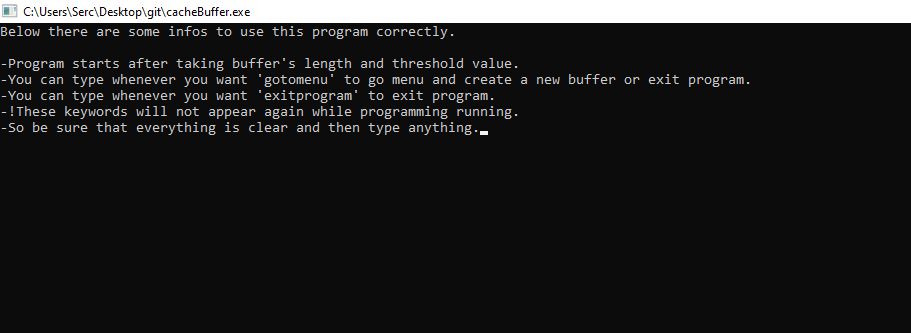 C:\Users\Serc\Desktop\git\cacheBuffer.exe
Below there are some infos to use this program correctly.
-Program starts after taking buffer's length and threshold value.
-You can type whenever you want 'gotomenu' to go menu and create a new buffer or exit program.
-You can type whenever you want 'exitprogram' to exit program.
-!These keywords will not appear again while programming running.
-So be sure that everything is clear and then type anything.